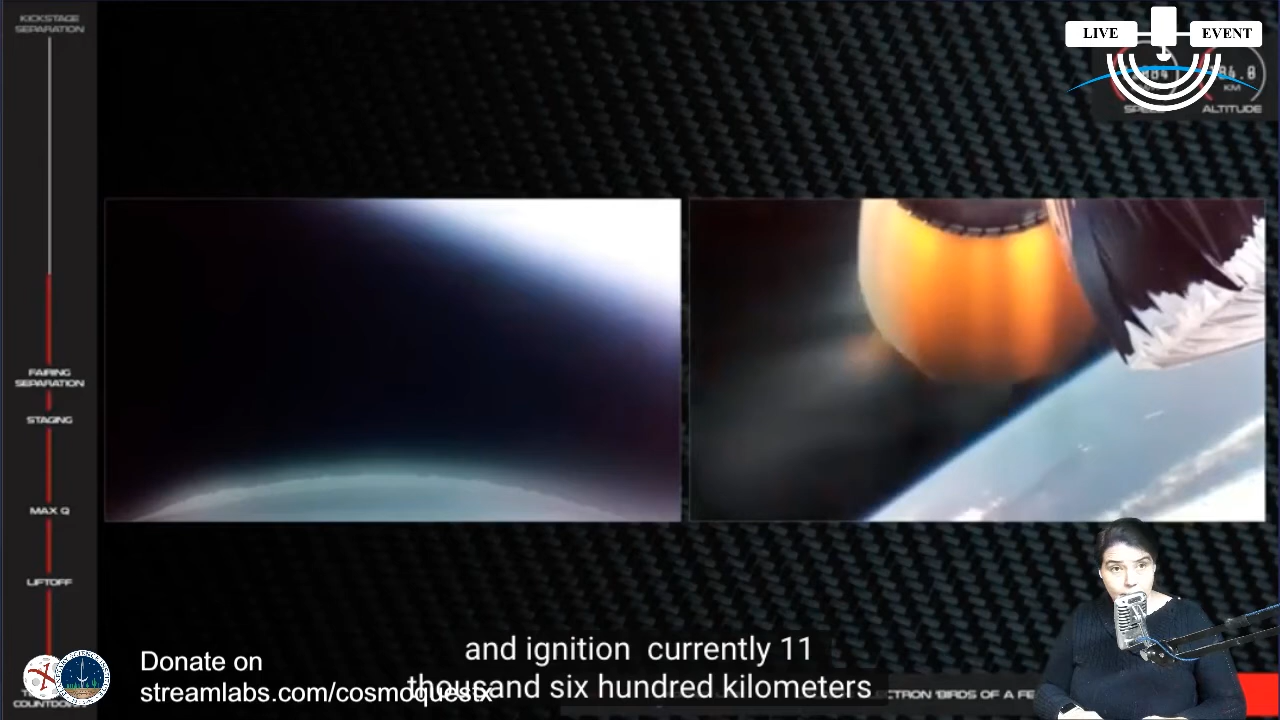 KICKSTAGE
SEPARATION
LIVE
EVENT
KM
ALTITUDE
FAIRING
SEPARATION
STAGING
MAX Q
LIFTOFF
and ignition currently 11
thousand six hundred kilometers
Donate on
streamlabs.com/cosmoquestx
ECTRON 'BIRDS OF A FE
COUNTDOWN